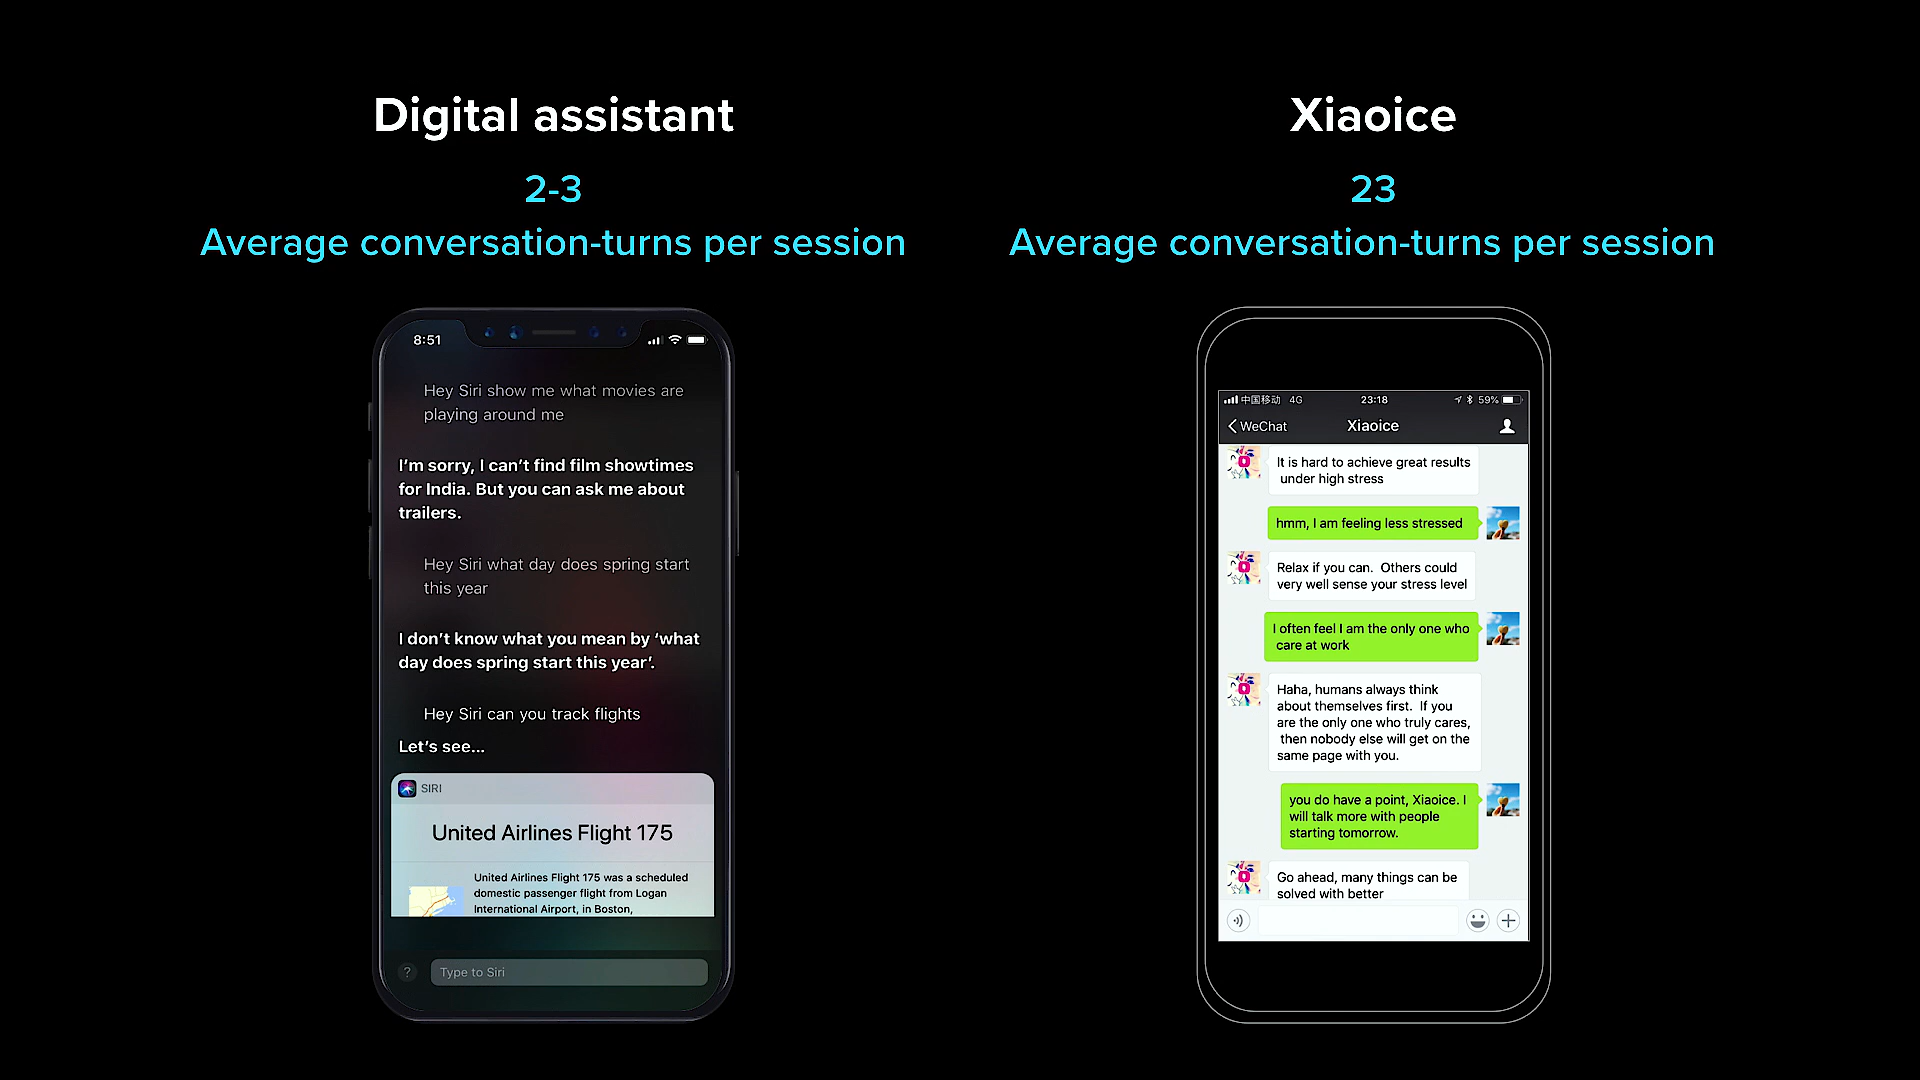 Digital assistant
2-3
Average conversation-turns per session
8:51
Hey Siri show me what movies are
playing around me
I'm sorry, I can't find film showtimes
for India. But you can ask me about
trailers.
Hey Siri what day does spring start
this year
I don't know what you mean by ‘what
day does spring start this year’.
Hey Siri can you track flights
Let's see...
SIRI
United Airlines Flight 175
United Airlines Flight 175 was a scheduled
domestic passenger flight from Logan
International Airport, in Boston,
?
Type to Siri
Xiaoice
23
Average conversation-turns per session
中国移动 4G 23:18 59%
WeChat Xiaoice
It is hard to achieve great results
under high stress
hmm, I am feeling less stressed
Relax if you can. Others could
very well sense your stress level
I often feel I am the only one who
care at work
Haha, humans always think
about themselves first. If you
are the only one who truly cares,
then nobody else will get on the
same page with you.
you do have a point, Xiaoice. I
will talk more with people
starting tomorrow.
Go ahead, many things can be
solved with better